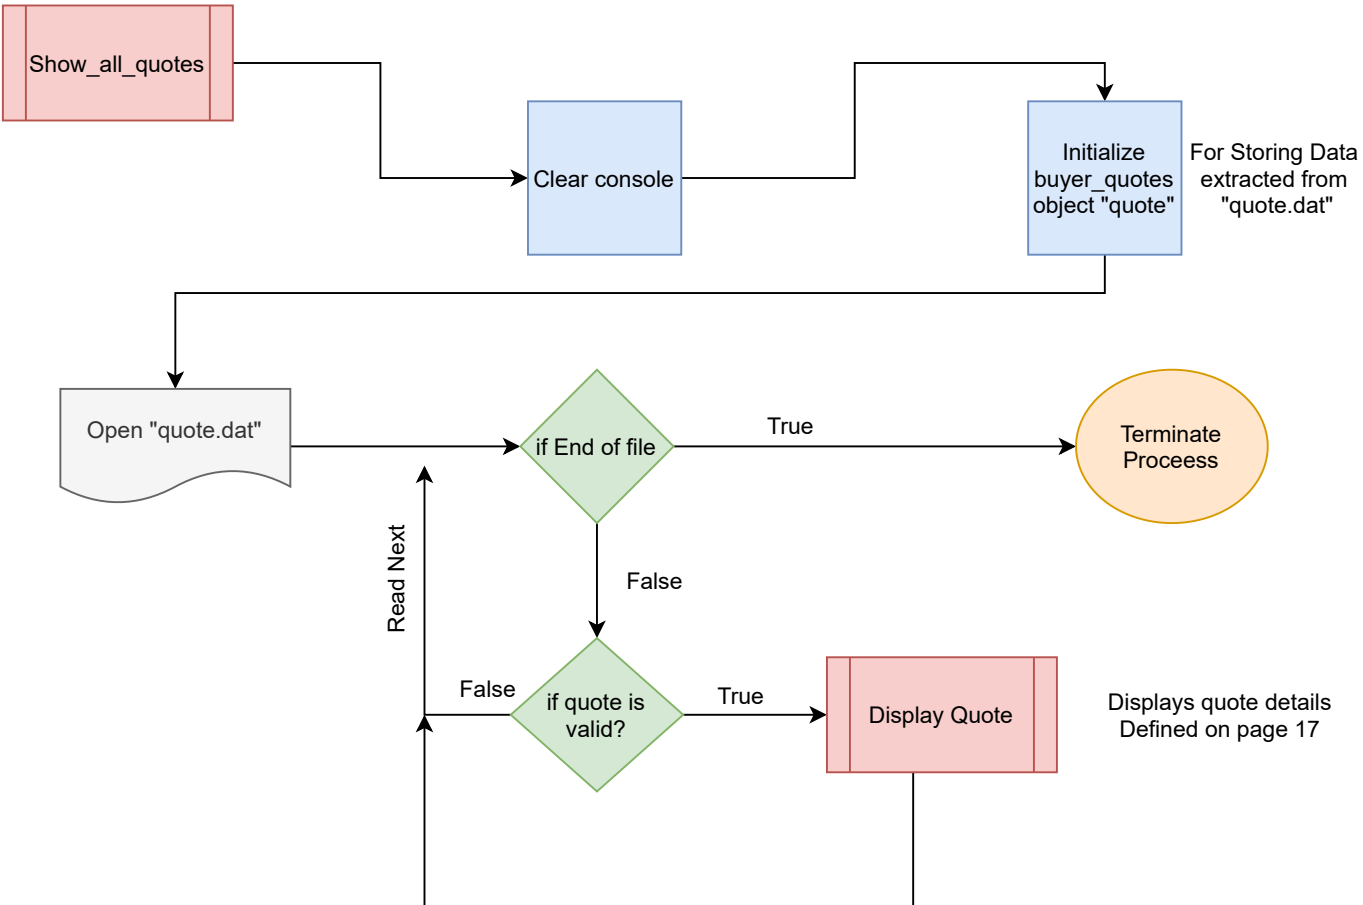 Show_all_quotes
Clear console
Initialize
buyer_quotes
object "quote"
For Storing Data
extracted from
"quote.dat"
Open "quote.dat"
if End of file
True
Terminate
Proceess
Read Next
False
False
if quote is
valid?
True
Display Quote
Displays quote details
Defined on page 17